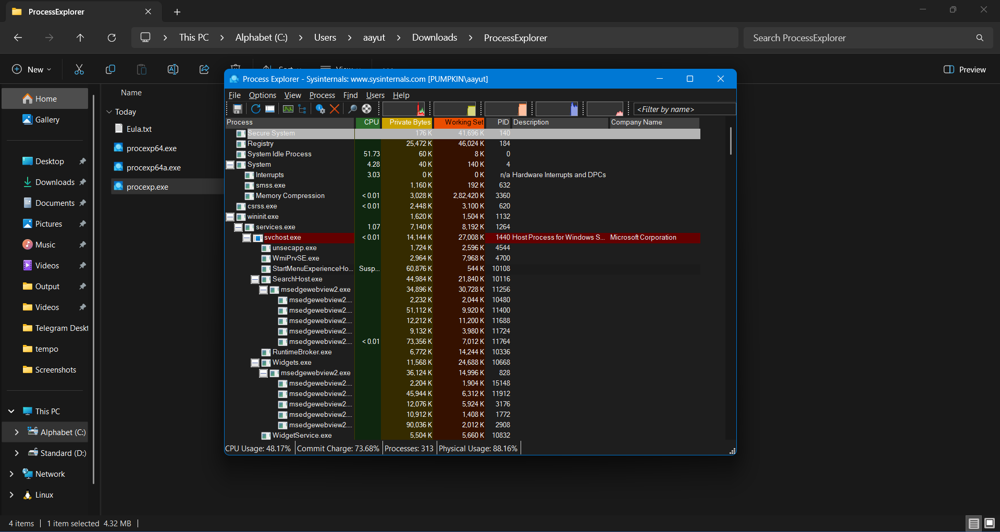 ProcessExplorer
This PC
Alphabet (C:)
Users
aayut
Downloads
ProcessExplorer
Search ProcessExplorer
New
Preview
Home
Gallery
Desktop
Downloads
Documents
Pictures
Music
Videos
Output
Videos
Telegram Deskt
tempo
Screenshots
This PC
Alphabet (C:)
Standard (D:)
Network
Linux
Name
Today
Eula.txt
procexp64.exe
procexp64a.exe
procexp.exe
Process Explorer - Sysinternals: www.sysinternals.com [PUMPKIN\aayut]
File Options View Process Find Users Help
<Filter by name>
Process CPU Private Bytes Working Set PID Description Company Name
Secure System 176 K 41,696 K 140
Registry 25,472 K 46,024 K 184
System Idle Process 51.73 60 K 8 K 0
System 4.28 40 K 140 K 4
Interrupts 3.03 0 K 0 K n/a Hardware Interrupts and DPCs
smss.exe 1,160 K 192 K 632
Memory Compression < 0.01 3,028 K 2,82,420 K 3360
csrss.exe < 0.01 2,448 K 3,100 K 620
wininit.exe 1,620 K 1,504 K 1132
services.exe 1.07 7,140 K 8,192 K 1264
svchost.exe < 0.01 14,144 K 27,008 K 1440 Host Process for Windows S... Microsoft Corporation
unsecapp.exe 1,724 K 2,596 K 4544
WmiPrvSE.exe 2,964 K 7,968 K 4700
StartMenuExperienceHo... Susp... 60,876 K 544 K 10108
SearchHost.exe 44,984 K 21,840 K 10116
msedgewebview2.exe 34,896 K 30,728 K 11256
msedgewebview2.... 2,232 K 2,044 K 10480
msedgewebview2.... 51,112 K 9,920 K 11400
msedgewebview2.... 12,212 K 11,200 K 11688
msedgewebview2.... 9,132 K 3,980 K 11724
msedgewebview2.... < 0.01 73,356 K 7,012 K 11764
RuntimeBroker.exe 6,772 K 14,244 K 10336
Widgets.exe 11,568 K 24,688 K 10668
msedgewebview2.exe 36,124 K 14,996 K 828
msedgewebview2.... 2,204 K 1,904 K 15148
msedgewebview2.... 45,944 K 6,312 K 11912
msedgewebview2.... 12,076 K 5,924 K 3176
msedgewebview2.... 10,912 K 1,408 K 1772
msedgewebview2.... 90,036 K 2,012 K 2908
WidgetService.exe 5,504 K 5,660 K 10832
CPU Usage: 48.17% Commit Charge: 73.68% Processes: 313 Physical Usage: 88.16%
4 items 1 item selected 4.32 MB